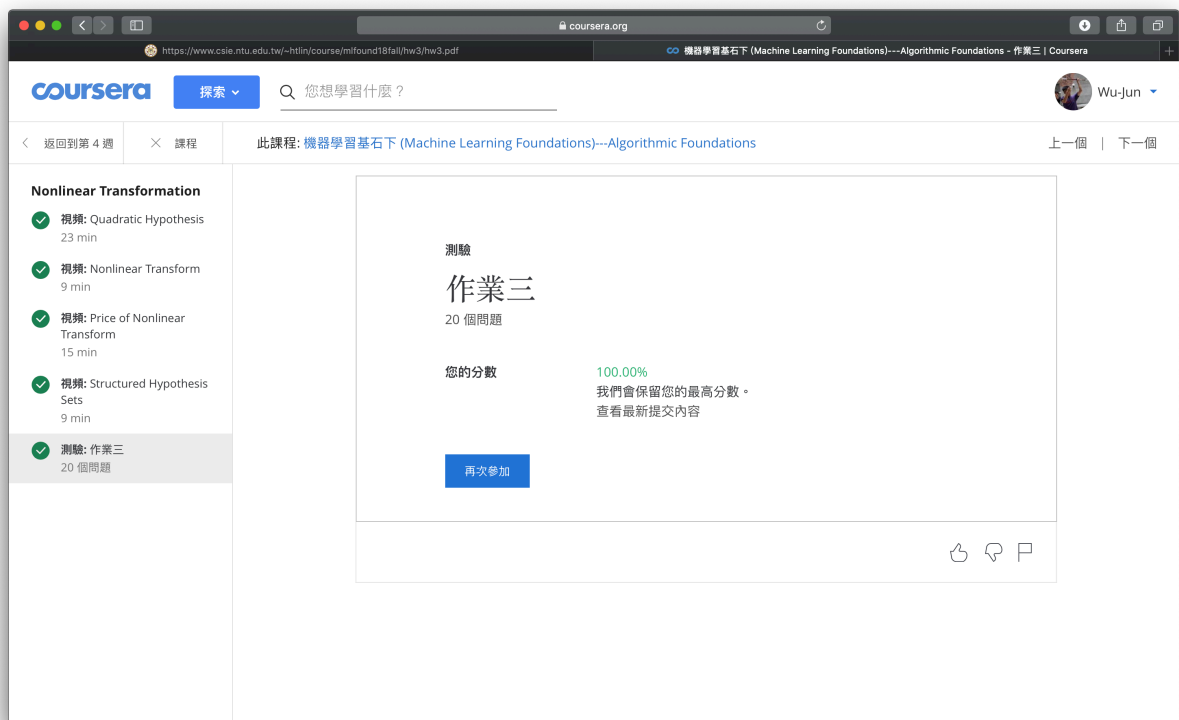 coursera.org
https://www.csie.ntu.edu.tw/~htlin/course/mlfound18fall/hw3/hw3.pdf
機器學習基石下 (Machine Learning Foundations)---Algorithmic Foundations - 作業三 | Coursera
coursera
探索
您想學習什麼？
Wu-Jun
返回到第 4 週
課程
此課程: 機器學習基石下 (Machine Learning Foundations)---Algorithmic Foundations
上一個 | 下一個
Nonlinear Transformation
視頻: Quadratic Hypothesis
23 min
視頻: Nonlinear Transform
9 min
視頻: Price of Nonlinear
Transform
15 min
視頻: Structured Hypothesis
Sets
9 min
測驗: 作業三
20 個問題
測驗
作業三
20 個問題
您的分數
100.00%
我們會保留您的最高分數。
查看最新提交內容
再次參加